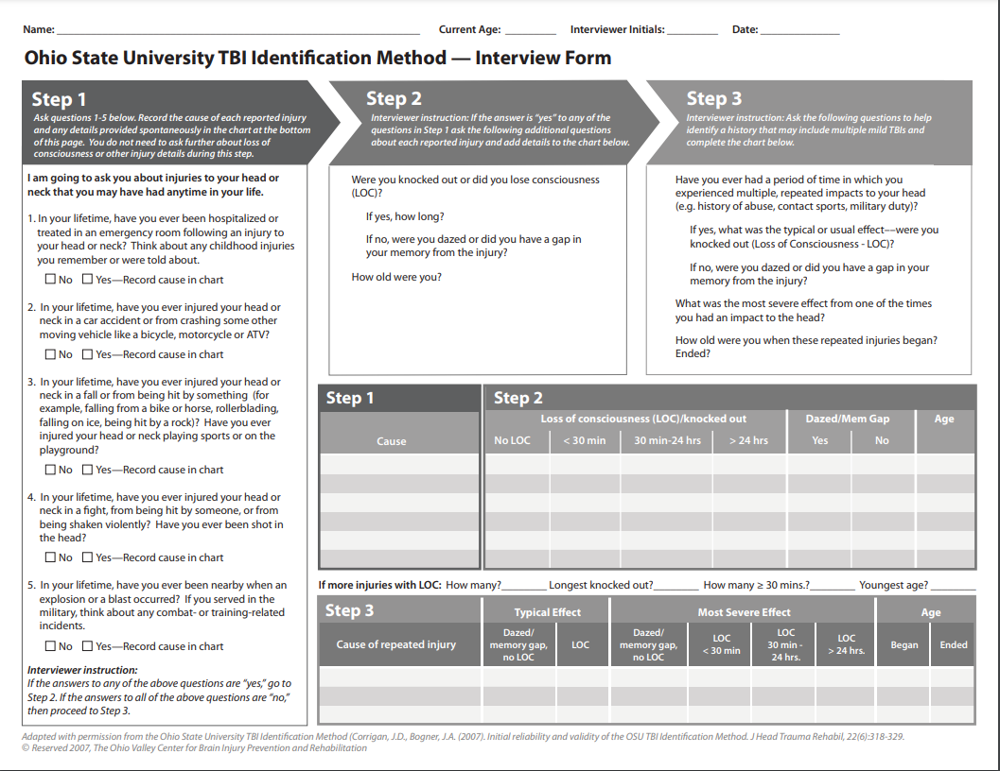 Name: ____ Current Age: ____ Interviewer Initials: ____ Date: ____
Ohio State University TBI Identification Method — Interview Form
Step 1
Ask questions 1-5 below. Record the cause of each reported injury
and any details provided spontaneously in the chart at the bottom
of this page. You do not need to ask further about loss of
consciousness or other injury details during this step.
I am going to ask you about injuries to your head or
neck that you may have had anytime in your life.
1. In your lifetime, have you ever been hospitalized or
treated in an emergency room following an injury to
your head or neck? Think about any childhood injuries
you remember or were told about.
☐ No ☐ Yes—Record cause in chart
2. In your lifetime, have you ever injured your head or
neck in a car accident or from crashing some other
moving vehicle like a bicycle, motorcycle or ATV?
☐ No ☐ Yes—Record cause in chart
3. In your lifetime, have you ever injured your head or
neck in a fall or from being hit by something (for
example, falling from a bike or horse, rollerblading,
falling on ice, being hit by a rock)? Have you ever
injured your head or neck playing sports or on the
playground?
☐ No ☐ Yes—Record cause in chart
4. In your lifetime, have you ever injured your head or
neck in a fight, from being hit by someone, or from
being shaken violently? Have you ever been shot in
the head?
☐ No ☐ Yes—Record cause in chart
5. In your lifetime, have you ever been nearby when an
explosion or a blast occurred? If you served in the
military, think about any combat- or training-related
incidents.
☐ No ☐ Yes—Record cause in chart
Interviewer instruction:
If the answers to any of the above questions are “yes,” go to
Step 2. If the answers to all of the above questions are “no,”
then proceed to Step 3.
Step 2
Interviewer instruction: If the answer is “yes” to any of the
questions in Step 1 ask the following additional questions
about each reported injury and add details to the chart below.
Were you knocked out or did you lose consciousness
(LOC)?
If yes, how long?
If no, were you dazed or did you have a gap in
your memory from the injury?
How old were you?
Step 3
Interviewer instruction: Ask the following questions to help
identify a history that may include multiple mild TBIs and
complete the chart below.
Have you ever had a period of time in which you
experienced multiple, repeated impacts to your head
(e.g. history of abuse, contact sports, military duty)?
If yes, what was the typical or usual effect—were you
knocked out (Loss of Consciousness - LOC)?
If no, were you dazed or did you have a gap in your
memory from the injury?
What was the most severe effect from one of the times
you had an impact to the head?
How old were you when these repeated injuries began?
Ended?
Step 1 Step 2
Loss of consciousness (LOC)/knocked out Dazed/Mem Gap Age
Cause No LOC < 30 min 30 min-24 hrs > 24 hrs Yes No
If more injuries with LOC: How many?____ Longest knocked out?____ How many ≥ 30 mins.?____ Youngest age? ____
Step 3 Typical Effect Most Severe Effect Age
Cause of repeated injury
Dazed/
memory gap,
no LOC
LOC
Dazed/
memory gap,
no LOC
LOC
< 30 min
LOC
30 min -
24 hrs.
LOC
> 24 hrs.
Began
Ended
Adapted with permission from the Ohio State University TBI Identification Method (Corrigan, J.D., Bogner, J.A. (2007). Initial reliability and validity of the OSU TBI Identification Method. J Head Trauma Rehabil, 22(6):318-329.
© Reserved 2007, The Ohio Valley Center for Brain Injury Prevention and Rehabilitation